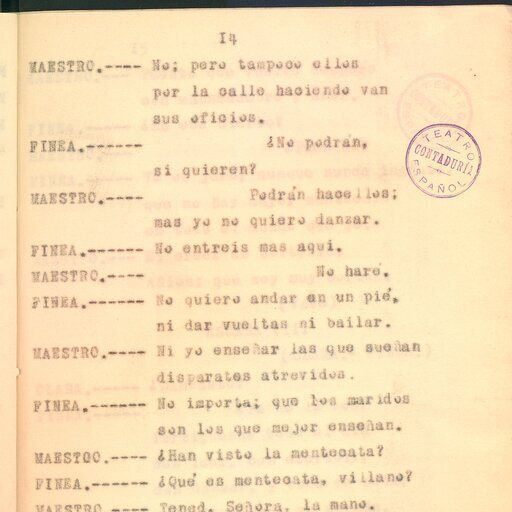 14
MAESTRO.---- No; pero tampoco ellos
por la calle haciendo van
sus oficios.
FINEA.------ ¿No podrán,
si quieren?
MAESTRO.---- Podrán hacellos;
mas yo no quiero danzar.
FINEA.------ No entreis mas aqui.
MAESTRO.---- No haré.
FINEA.------ No quiero andar en un pié,
ni dar vueltas ni bailar.
MAESTRO.---- Ni yo enseñar las que sueñan
disparates atrevidos.
FINEA.------ No importa; que los maridos
son los que mejor enseñan.
MAESTOO.---- ¿Han visto la mentecata?
FINEA.------ ¿Qué es mentecata, villano?
MAESTRO.---- Tened, Señora, la mano.
TEATRO
CONTADURIA
ESPAÑOL